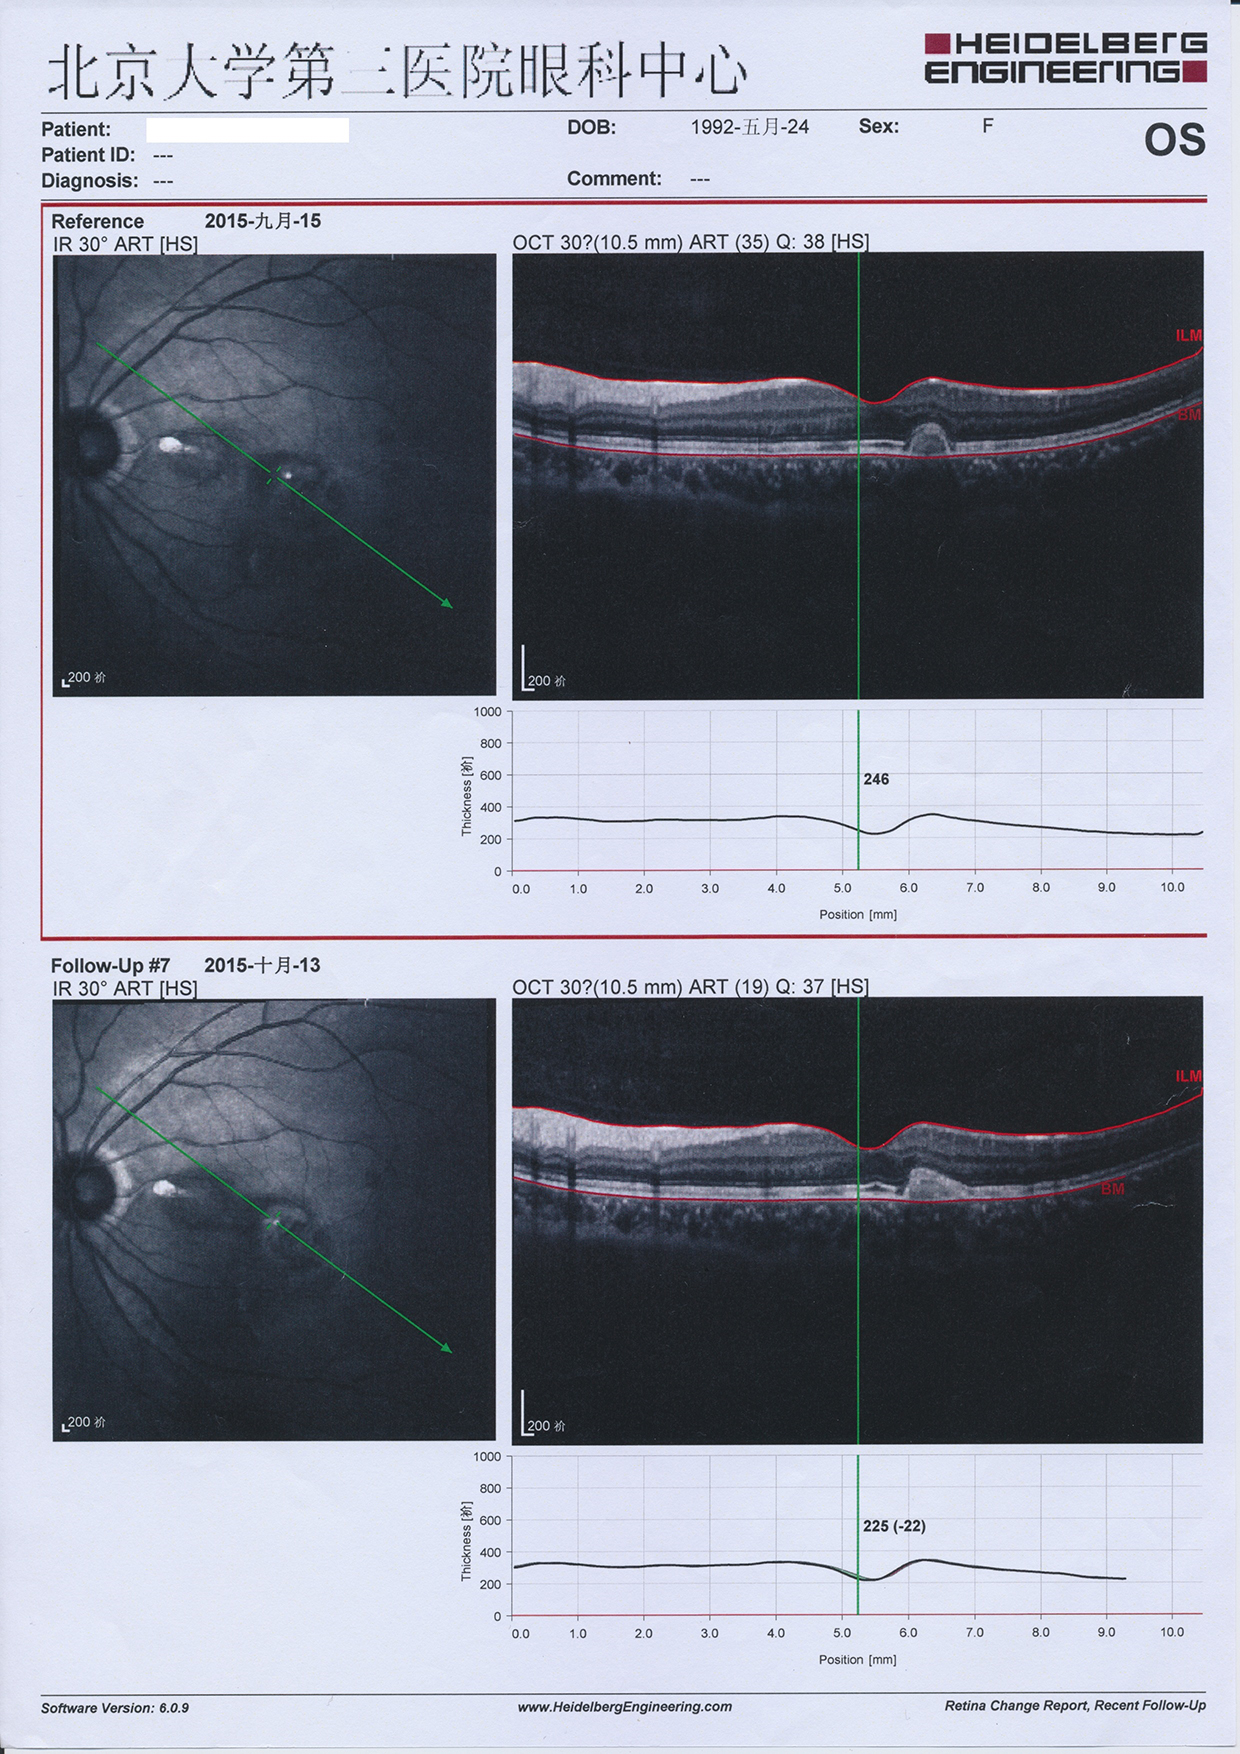 北京大学第三医院眼科中心
HEIDELBERG
ENGINEERING
Patient:
DOB: 1992-五月-24 Sex: F
OS
Patient ID: ---
Diagnosis: ---
Comment: ---
Reference 2015-九月-15
IR 30° ART [HS]
OCT 30?(10.5 mm) ART (35) Q: 38 [HS]
ILM
BM
200 祄
200 祄
1000
800
600
400
200
0
Thickness [祄]
246
0.0 1.0 2.0 3.0 4.0 5.0 6.0 7.0 8.0 9.0 10.0
Position [mm]
Follow-Up #7 2015-十月-13
IR 30° ART [HS]
OCT 30?(10.5 mm) ART (19) Q: 37 [HS]
ILM
BM
200 祄
200 祄
1000
800
600
400
200
0
Thickness [祄]
225 (-22)
0.0 1.0 2.0 3.0 4.0 5.0 6.0 7.0 8.0 9.0 10.0
Position [mm]
Software Version: 6.0.9
www.HeidelbergEngineering.com
Retina Change Report, Recent Follow-Up